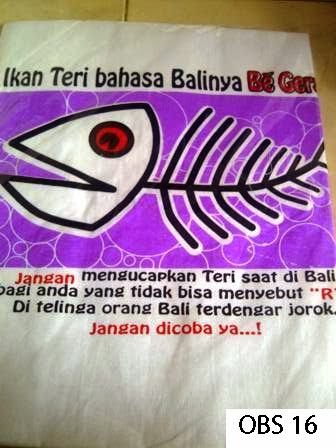 Ikan Teri bahasa Balinya Be
Jangan mengucapkan Teri saat di Bali
bagi anda yang tidak bisa menyebut "R"
Di telinga orang Bali terdengar jorok.
Jangan dicoba ya...!
OBS 16